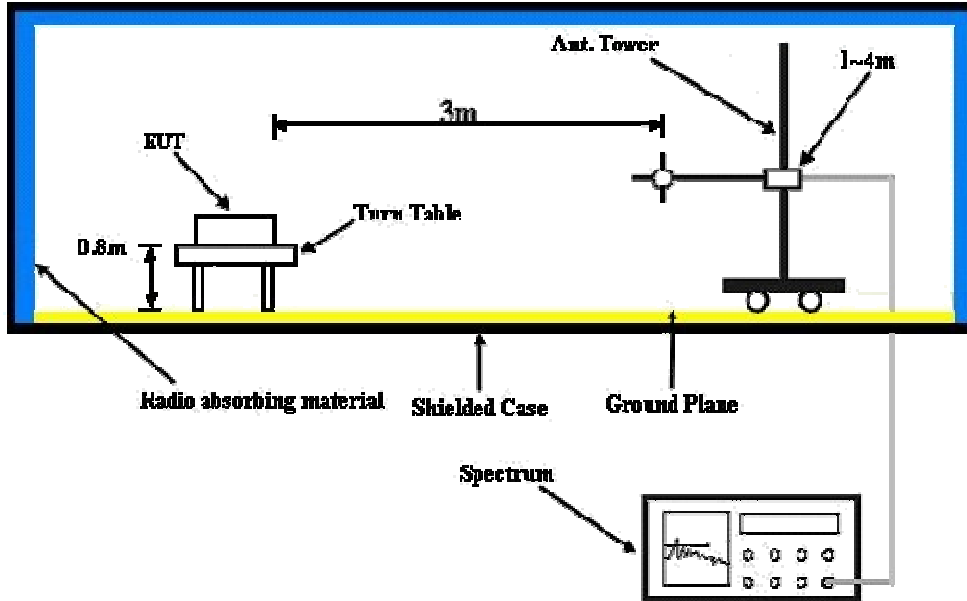 Ant. Tower
1~4m
3m
EUT
Turn Table
0.8m
Radio absorbing material
Shielded Case
Ground Plane
Spectrum